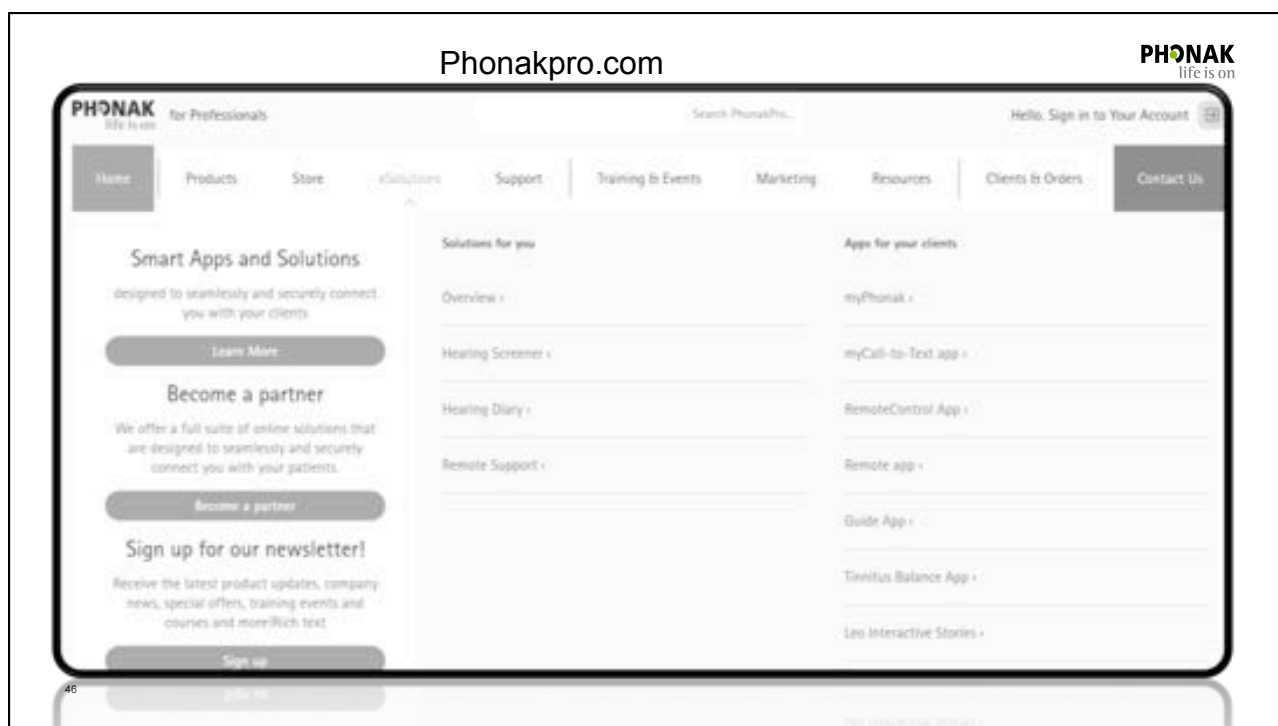 Phonakpro.com
PHONAK
life is on
PHONAK
life is on
for Professionals
Search PhonakPro...
Hello. Sign in to Your Account
Home
Products
Store
eSolutions
Support
Training & Events
Marketing
Resources
Clients & Orders
Contact Us
Smart Apps and Solutions
designed to seamlessly and securely connect
you with your clients
Learn More
Become a partner
We offer a full suite of online solutions that
are designed to seamlessly and securely
connect you with your patients.
Become a partner
Sign up for our newsletter!
Receive the latest product updates, company
news, special offers, training events and
courses and more!Rich text
Sign up
Solutions for you
Overview ›
Hearing Screener ›
Hearing Diary ›
Remote Support ›
Apps for your clients
myPhonak ›
myCall-to-Text app ›
RemoteControl App ›
Remote app ›
Guide App ›
Tinnitus Balance App ›
Leo Interactive Stories ›
46